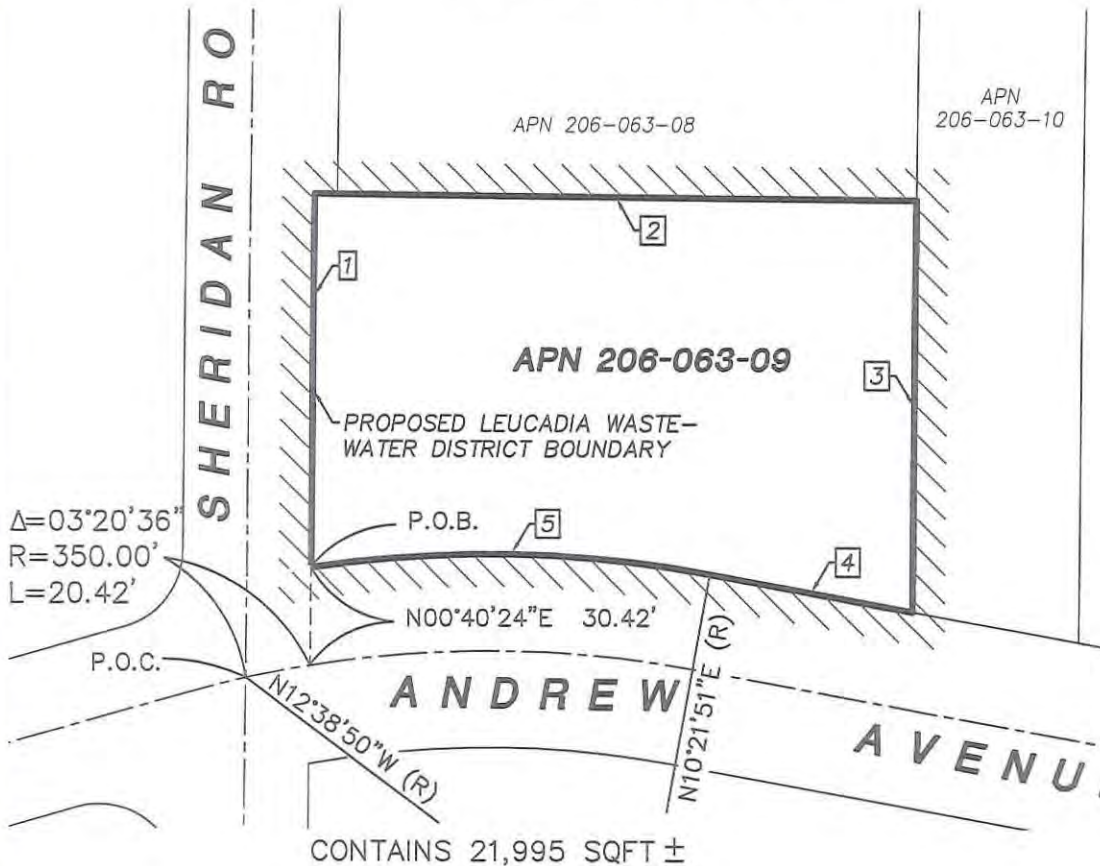 SHERIDAN RO
APN 206-063-08
APN
206-063-10
1
2
3
APN 206-063-09
PROPOSED LEUCADIA WASTE-
WATER DISTRICT BOUNDARY
Δ=03°20'36"
R=350.00'
L=20.42'
P.O.B.
5
4
N00°40'24"E 30.42'
P.O.C.
N12°38'50"W (R)
N10°21'51"E (R)
ANDREW
AVENU
CONTAINS 21,995 SQFT ±